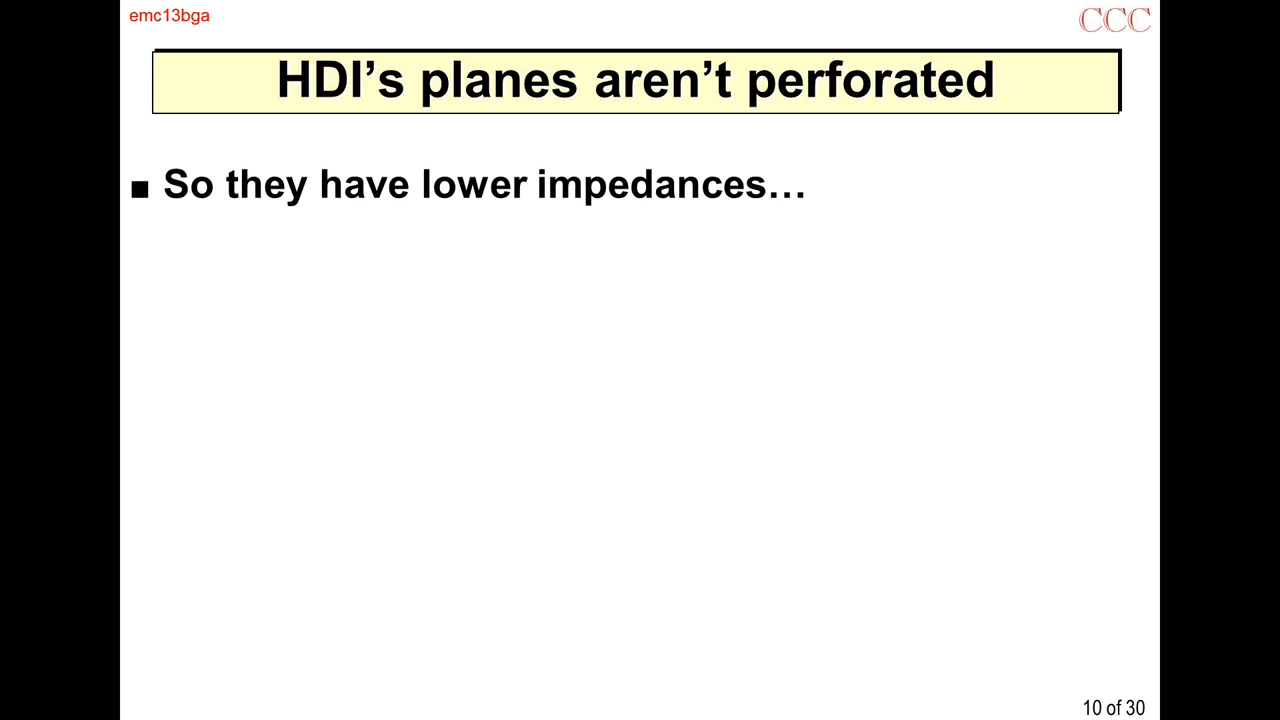 emc13bga
CCC
HDI’s planes aren’t perforated
■ So they have lower impedances…
10 of 30